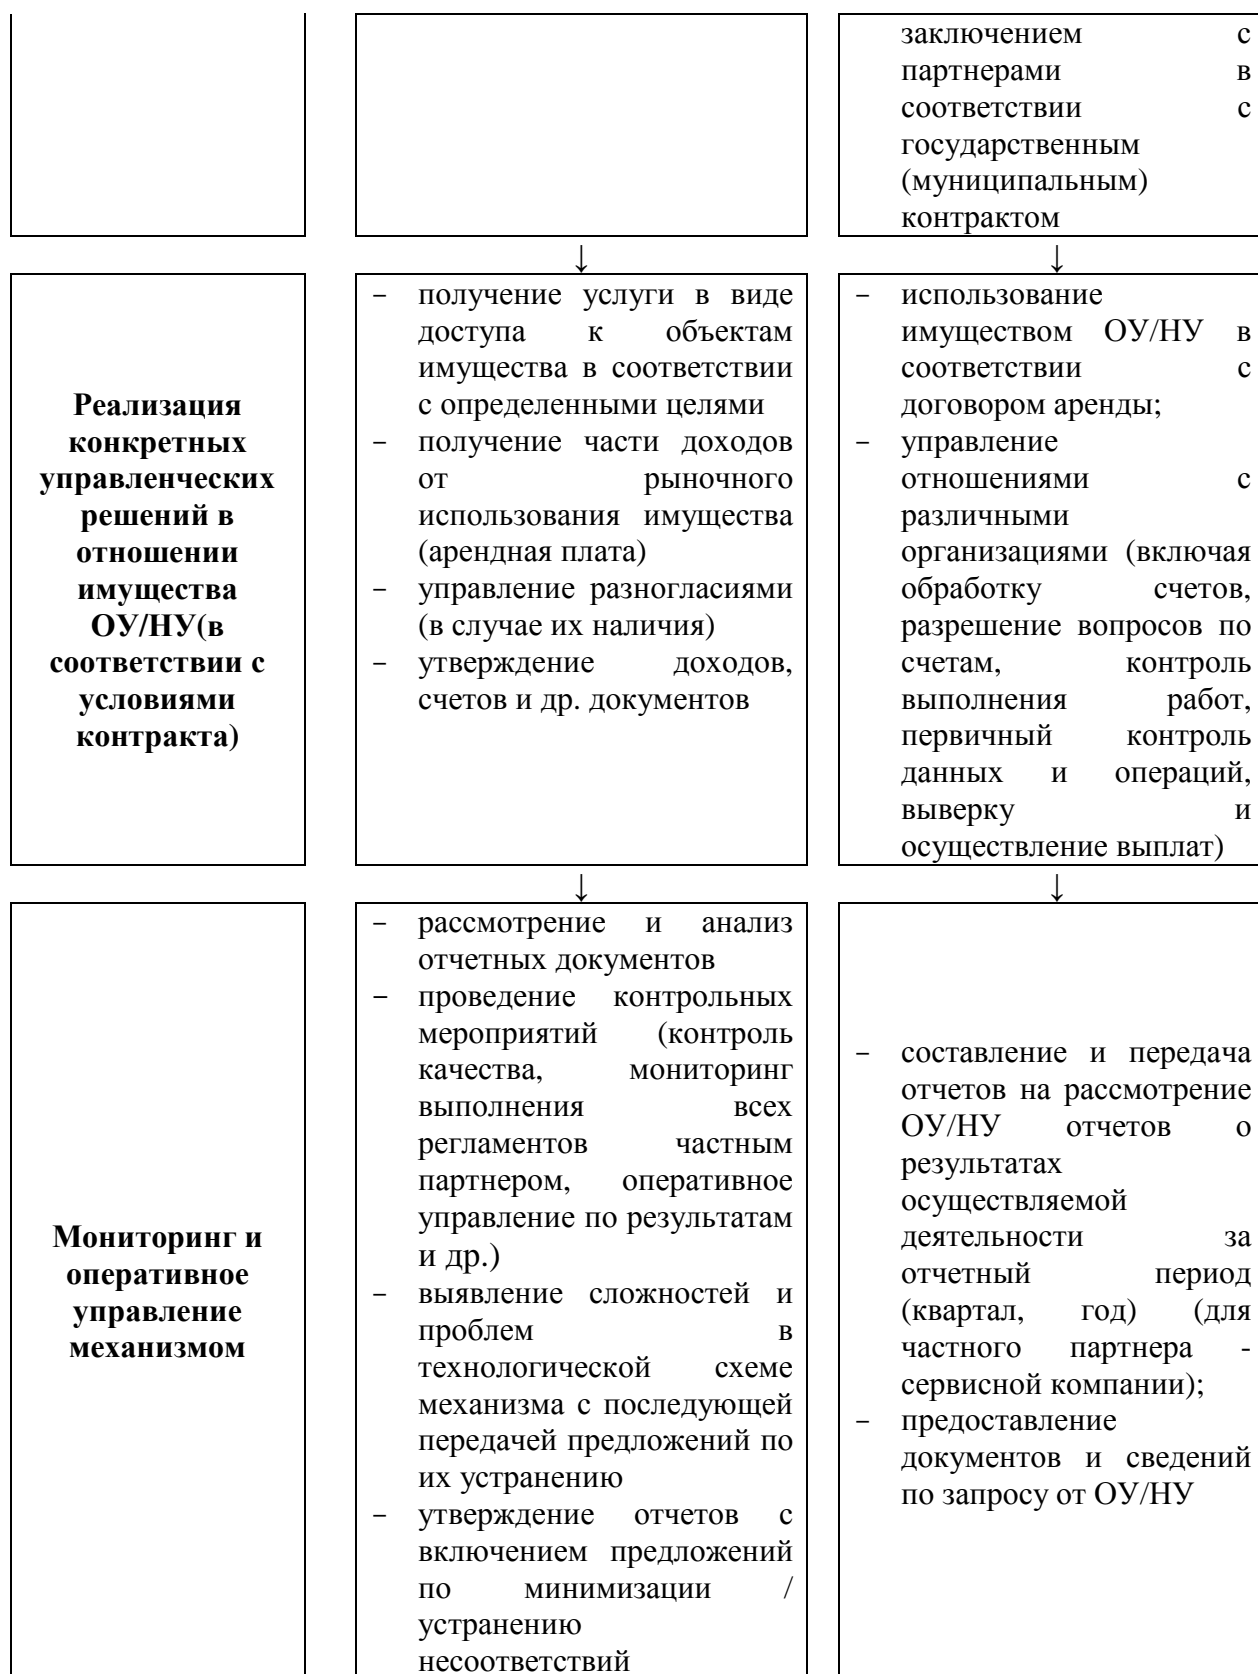 заключением с
партнерами в
соответствии с
государственным
(муниципальным)
контрактом
↓ ↓
Реализация
конкретных
управленческих
решений в
отношении
имущества
ОУ/НУ(в
соответствии с
условиями
контракта)
- получение услуги в виде
доступа к объектам
имущества в соответствии
с определенными целями
- получение части доходов
от рыночного
использования имущества
(арендная плата)
- управление разногласиями
(в случае их наличия)
- утверждение доходов,
счетов и др. документов
- использование
имуществом ОУ/НУ в
соответствии с
договором аренды;
- управление
отношениями с
различными
организациями (включая
обработку счетов,
разрешение вопросов по
счетам, контроль
выполнения работ,
первичный контроль
данных и операций,
выверку и
осуществление выплат)
↓ ↓
Мониторинг и
оперативное
управление
механизмом
- рассмотрение и анализ
отчетных документов
- проведение контрольных
мероприятий (контроль
качества, мониторинг
выполнения всех
регламентов частным
партнером, оперативное
управление по результатам
и др.)
- выявление сложностей и
проблем в
технологической схеме
механизма с последующей
передачей предложений по
их устранению
- утверждение отчетов с
включением предложений
по минимизации /
устранению
несоответствий
- составление и передача
отчетов на рассмотрение
ОУ/НУ отчетов о
результатах
осуществляемой
деятельности за
отчетный период
(квартал, год) (для
частного партнера -
сервисной компании);
- предоставление
документов и сведений
по запросу от ОУ/НУ